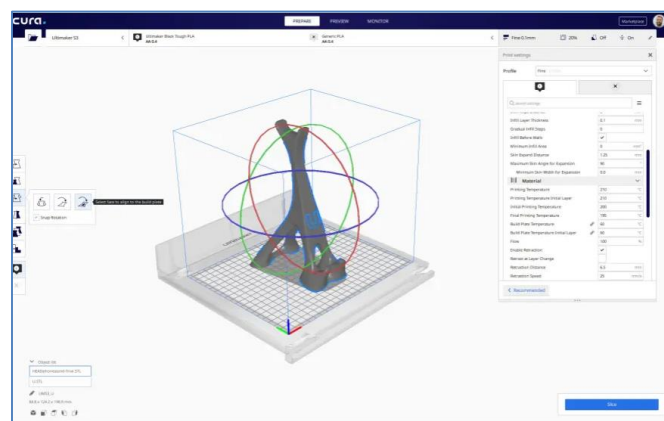 cura.
PREPARE
PREVIEW
MONITOR
Marketplace
Ultimaker S3
Ultimaker Black Tough PLA
AA 0.4
Generic PLA
AA 0.4
Fine 0.1mm
20%
Off
On
Print settings
Profile
Fine
Infill Layer Thickness 0.1 mm
Gradual Infill Steps 0
Infill Before Walls
Minimum Infill Area 0
Skin Expand Distance
Maximum Skin Angle for Expansion 90
Minimum Skin Width for Expansion 0.0
Material
Printing Temperature 210 °C
Printing Temperature Initial Layer 210 °C
Initial Printing Temperature 200 °C
Final Printing Temperature 195 °C
Build Plate Temperature 60 °C
Build Plate Temperature Initial Layer 60 °C
Flow 100 %
Enable Retraction
Retract at Layer Change
Retraction Distance 6.5 mm
Retraction Speed 25 mm/s
Recommended
Select face to align to the build plate
Snap Rotation
Object list
Slice